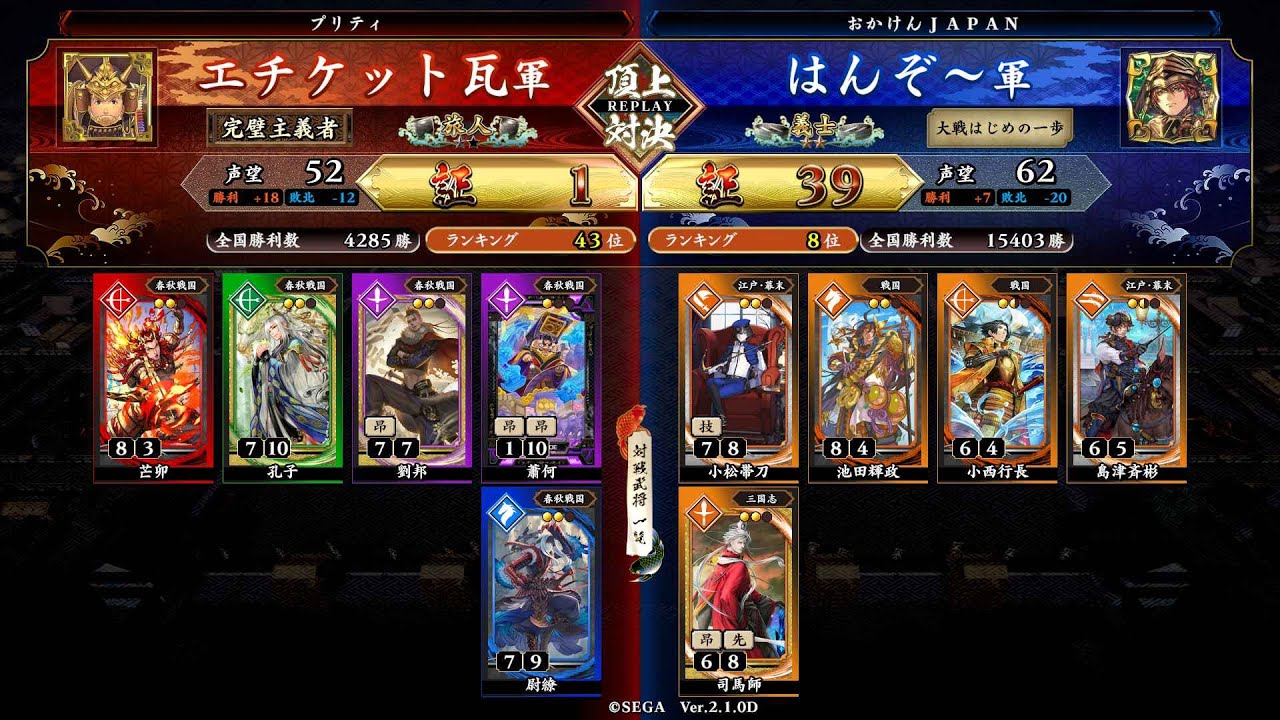 プリティ
おかけんJAPAN
エチケット瓦軍
はんぞ～軍
頂上
REPLAY
対決
完璧主義者
旅人
義士
大戦はじめの一歩
声望 52
勝利 +18 敗北 -12
証 1
証 39
声望 62
勝利 +7 敗北 -20
全国勝利数 4285勝
ランキング 43位
ランキング 8位
全国勝利数 15403勝
春秋戦国
春秋戦国
春秋戦国
春秋戦国
江戸・幕末
戦国
戦国
江戸・幕末
8 3
芒卯
7 10
孔子
昂
7 7
劉邦
昂 昂
1 10
蕭何
技
7 8
小松帯刀
8 4
池田輝政
6 4
小西行長
6 5
島津斉彬
対戦武将一覧
春秋戦国
7 9
尉繚
三国志
昂 先
6 8
司馬師
©SEGA Ver.2.1.0D